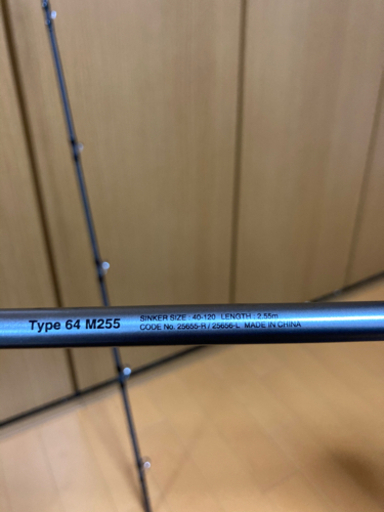 Type 64 M255
SINKER SIZE : 40-120 LENGTH : 2.55m
CODE No. 25655-R / 25656-L MADE IN CHINA